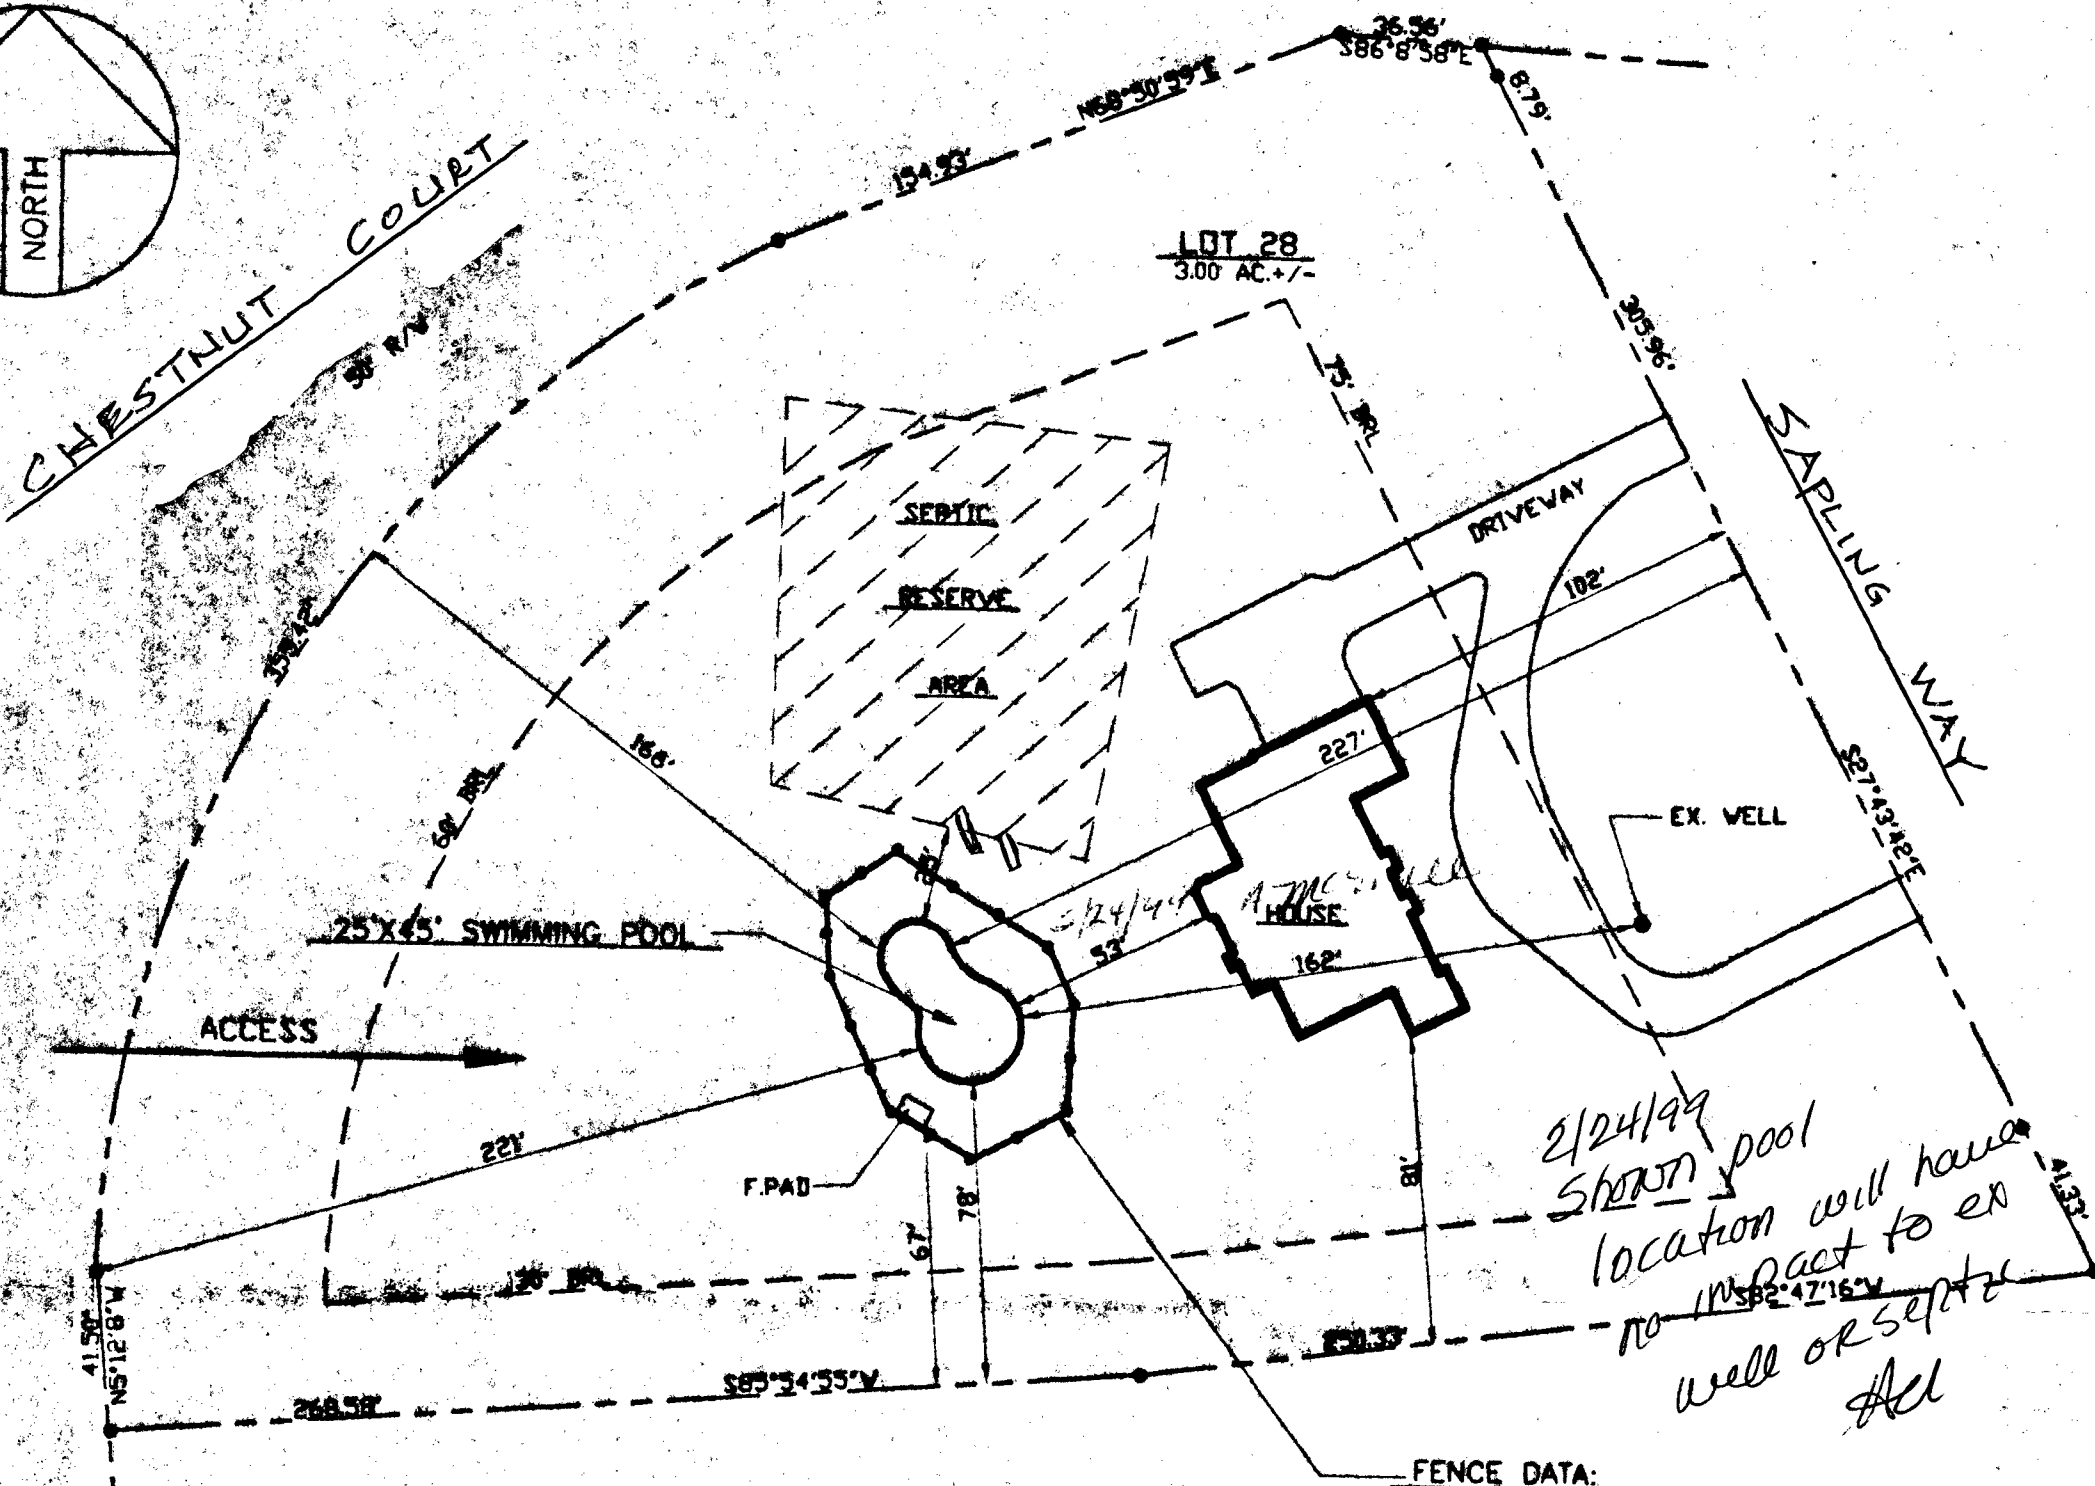 NORTH
CHESTNUT COURT
50' R/W
154.93'
N68°50'59"E
36.56'
S86°8'58"E
8.79'
LOT 28
3.00 AC.+/-
305.96'
75' BRL
SAPLING WAY
DRIVEWAY
102'
227'
SEPTIC
RESERVE
AREA
168'
60' BRL
25'X45' SWIMMING POOL
ACCESS
EX. WELL
S27°43'42"E
HOUSE
53'
162'
221'
F.PAD
67'
78'
81'
2/24/99
Shown pool
location will have
no impact to ex
well or septic
41.33'
S82°47'16"W
250.33'
S85°54'55"W
268.58'
41.50'
N5°12'8"W
FENCE DATA: